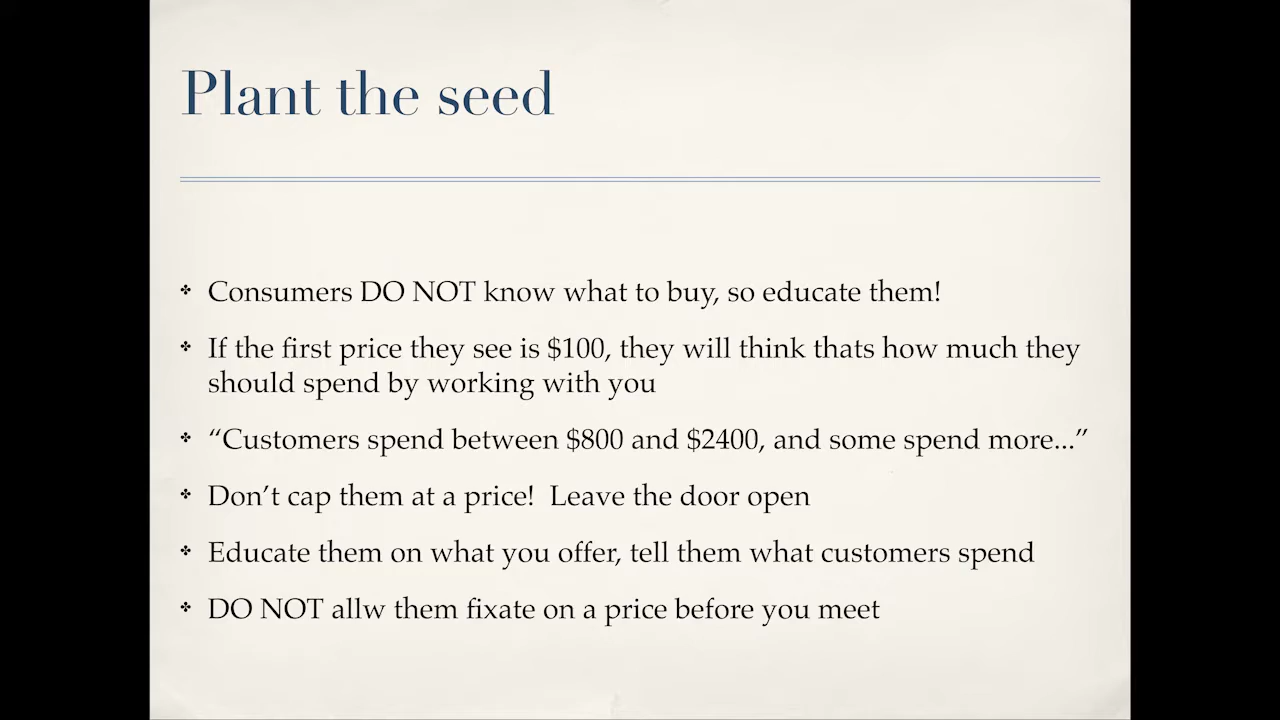 Plant the seed
Consumers DO NOT know what to buy, so educate them!
If the first price they see is $100, they will think thats how much they
should spend by working with you
“Customers spend between $800 and $2400, and some spend more...”
Don’t cap them at a price!  Leave the door open
Educate them on what you offer, tell them what customers spend
DO NOT allw them fixate on a price before you meet